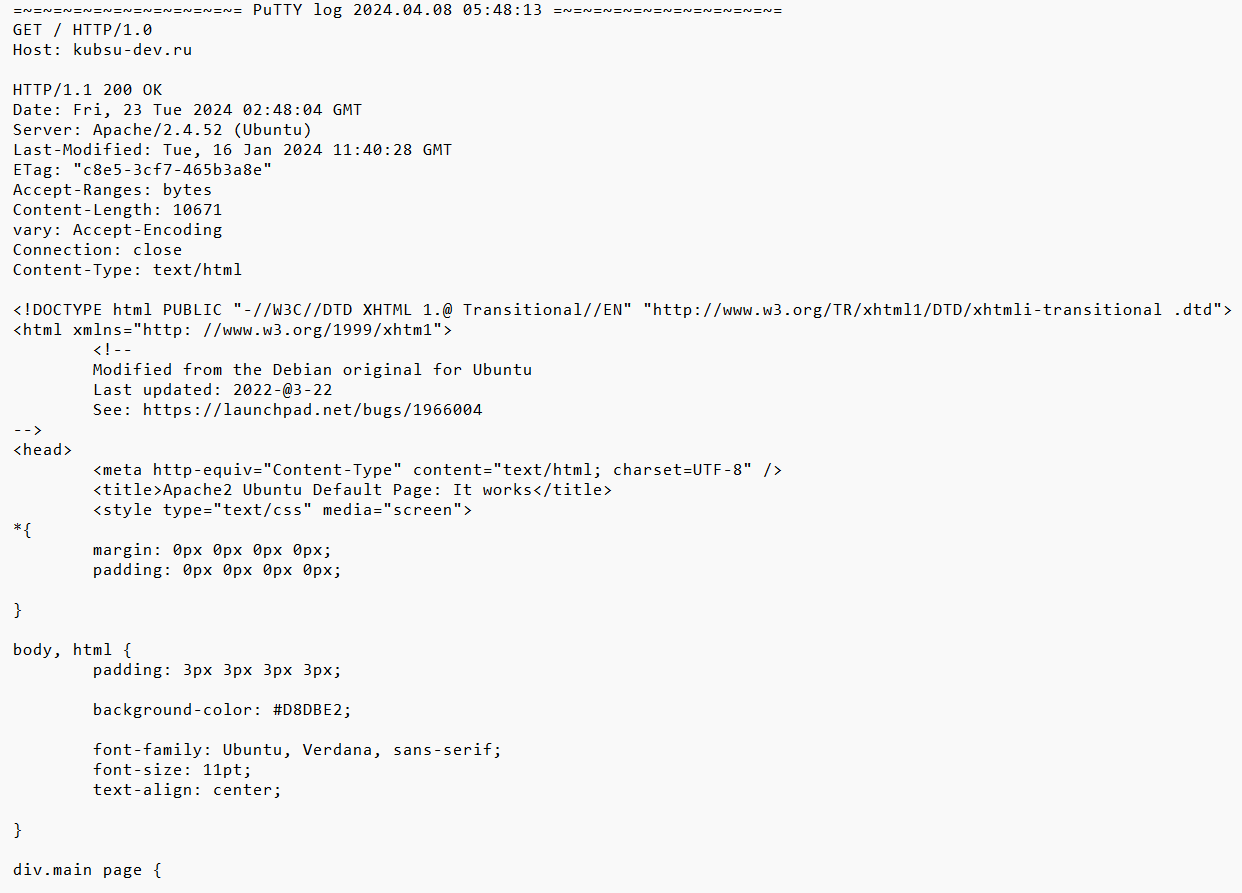 =~=~=~=~=~=~=~=~=~=~=~= PuTTY log 2024.04.08 05:48:13 =~=~=~=~=~=~=~=~=~=~=~=
GET / HTTP/1.0
Host: kubsu-dev.ru

HTTP/1.1 200 OK
Date: Fri, 23 Tue 2024 02:48:04 GMT
Server: Apache/2.4.52 (Ubuntu)
Last-Modified: Tue, 16 Jan 2024 11:40:28 GMT
ETag: "c8e5-3cf7-465b3a8e"
Accept-Ranges: bytes
Content-Length: 10671
vary: Accept-Encoding
Connection: close
Content-Type: text/html

<!DOCTYPE html PUBLIC "-//W3C//DTD XHTML 1.@ Transitional//EN" "http://www.w3.org/TR/xhtml1/DTD/xhtmli-transitional .dtd">
<html xmlns="http: //www.w3.org/1999/xhtm1">
        <!--
        Modified from the Debian original for Ubuntu
        Last updated: 2022-@3-22
        See: https://launchpad.net/bugs/1966004
-->
<head>
        <meta http-equiv="Content-Type" content="text/html; charset=UTF-8" />
        <title>Apache2 Ubuntu Default Page: It works</title>
        <style type="text/css" media="screen">
*{
        margin: 0px 0px 0px 0px;
        padding: 0px 0px 0px 0px;

}

body, html {
        padding: 3px 3px 3px 3px;

        background-color: #D8DBE2;

        font-family: Ubuntu, Verdana, sans-serif;
        font-size: 11pt;
        text-align: center;

}

div.main page {